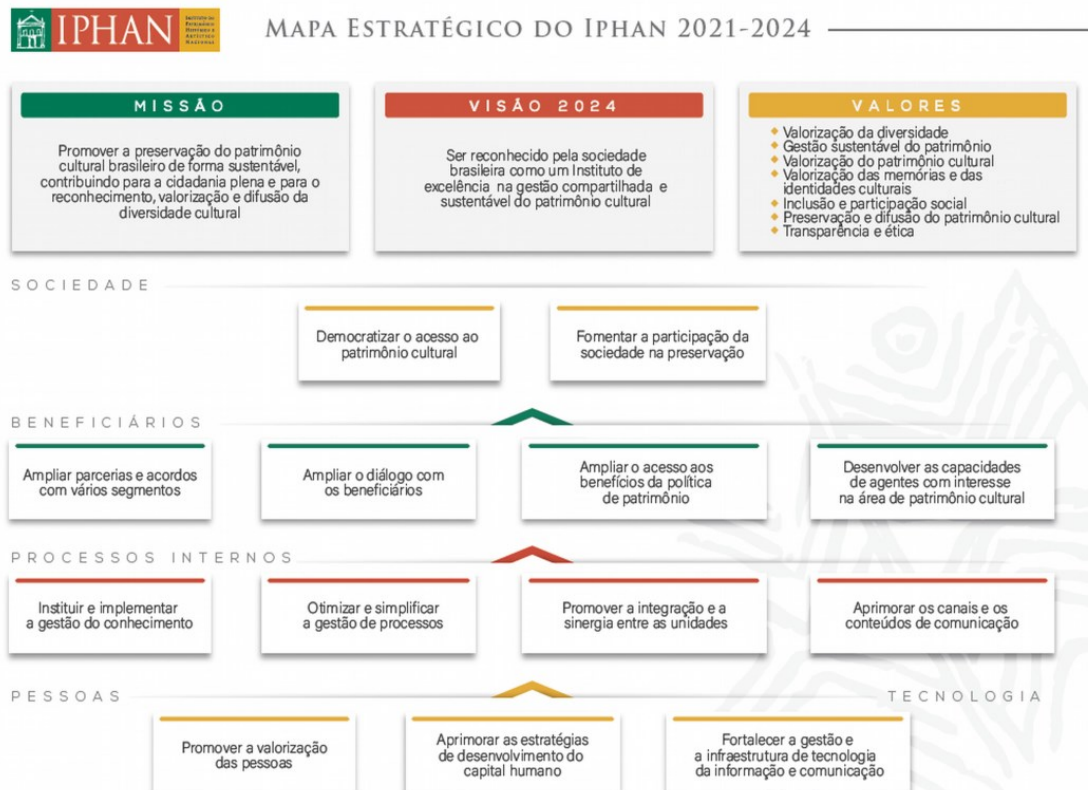 IPHAN
Instituto do
Patrimônio
Histórico e
Artístico
Nacional
Mapa Estratégico do Iphan 2021-2024
MISSÃO
Promover a preservação do patrimônio
cultural brasileiro de forma sustentável,
contribuindo para a cidadania plena e para o
reconhecimento, valorização e difusão da
diversidade cultural
VISÃO 2024
Ser reconhecido pela sociedade
brasileira como um Instituto de
excelência na gestão compartilhada e
sustentável do patrimônio cultural
VALORES
Valorização da diversidade
Gestão sustentável do patrimônio
Valorização do patrimônio cultural
Valorização das memórias e das
identidades culturais
Inclusão e participação social
Preservação e difusão do patrimônio cultural
Transparência e ética
SOCIEDADE
Democratizar o acesso ao
patrimônio cultural
Fomentar a participação da
sociedade na preservação
BENEFICIÁRIOS
Ampliar parcerias e acordos
com vários segmentos
Ampliar o diálogo com
os beneficiários
Ampliar o acesso aos
benefícios da política
de patrimônio
Desenvolver as capacidades
de agentes com interesse
na área de patrimônio cultural
PROCESSOS INTERNOS
Instituir e implementar
a gestão do conhecimento
Otimizar e simplificar
a gestão de processos
Promover a integração e a
sinergia entre as unidades
Aprimorar os canais e os
conteúdos de comunicação
PESSOAS
TECNOLOGIA
Promover a valorização
das pessoas
Aprimorar as estratégias
de desenvolvimento do
capital humano
Fortalecer a gestão e
a infraestrutura de tecnologia
da informação e comunicação